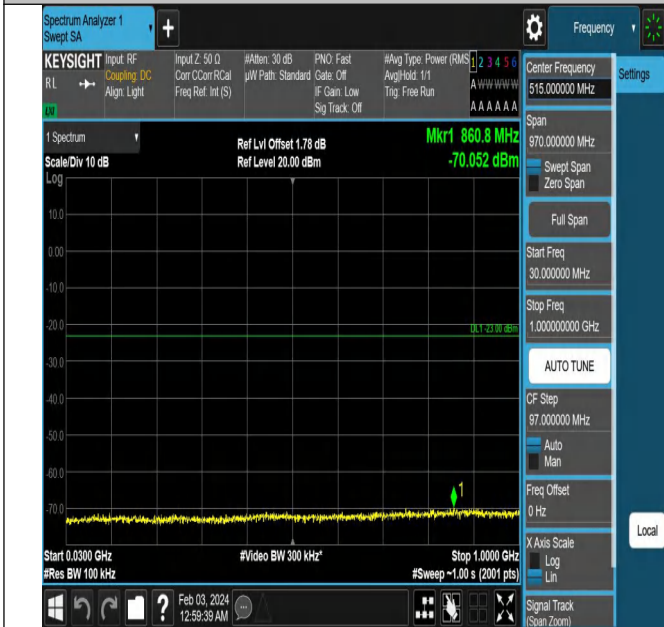 Spectrum Analyzer 1
Swept SA
+
Frequency
KEYSIGHT
RL
LXI
Input: RF
Coupling: DC
Align: Light
Input Z: 50 Ω
Corr CCorr RCal
Freq Ref: Int (S)
#Atten: 30 dB
µW Path: Standard
PNO: Fast
Gate: Off
IF Gain: Low
Sig Track: Off
#Avg Type: Power (RMS
Avg|Hold: 1/1
Trig: Free Run
1 2 3 4 5 6
A W W W W W
A A A A A A
1 Spectrum
Scale/Div 10 dB
Log
Ref Lvl Offset 1.78 dB
Ref Level 20.00 dBm
Mkr1 860.8 MHz
-70.052 dBm
10.0
0.00
-10.0
-20.0
DL1 -23.00 dBm
-30.0
-40.0
-50.0
-60.0
1
-70.0
Start 0.0300 GHz
#Res BW 100 kHz
#Video BW 300 kHz*
Stop 1.0000 GHz
#Sweep ~1.00 s (2001 pts)
Feb 03, 2024
12:59:39 AM
?
Center Frequency
515.000000 MHz
Settings
Span
970.000000 MHz
Swept Span
Zero Span
Full Span
Start Freq
30.000000 MHz
Stop Freq
1.000000000 GHz
AUTO TUNE
CF Step
97.000000 MHz
Auto
Man
Freq Offset
0 Hz
Local
X Axis Scale
Log
Lin
Signal Track
(Span Zoom)